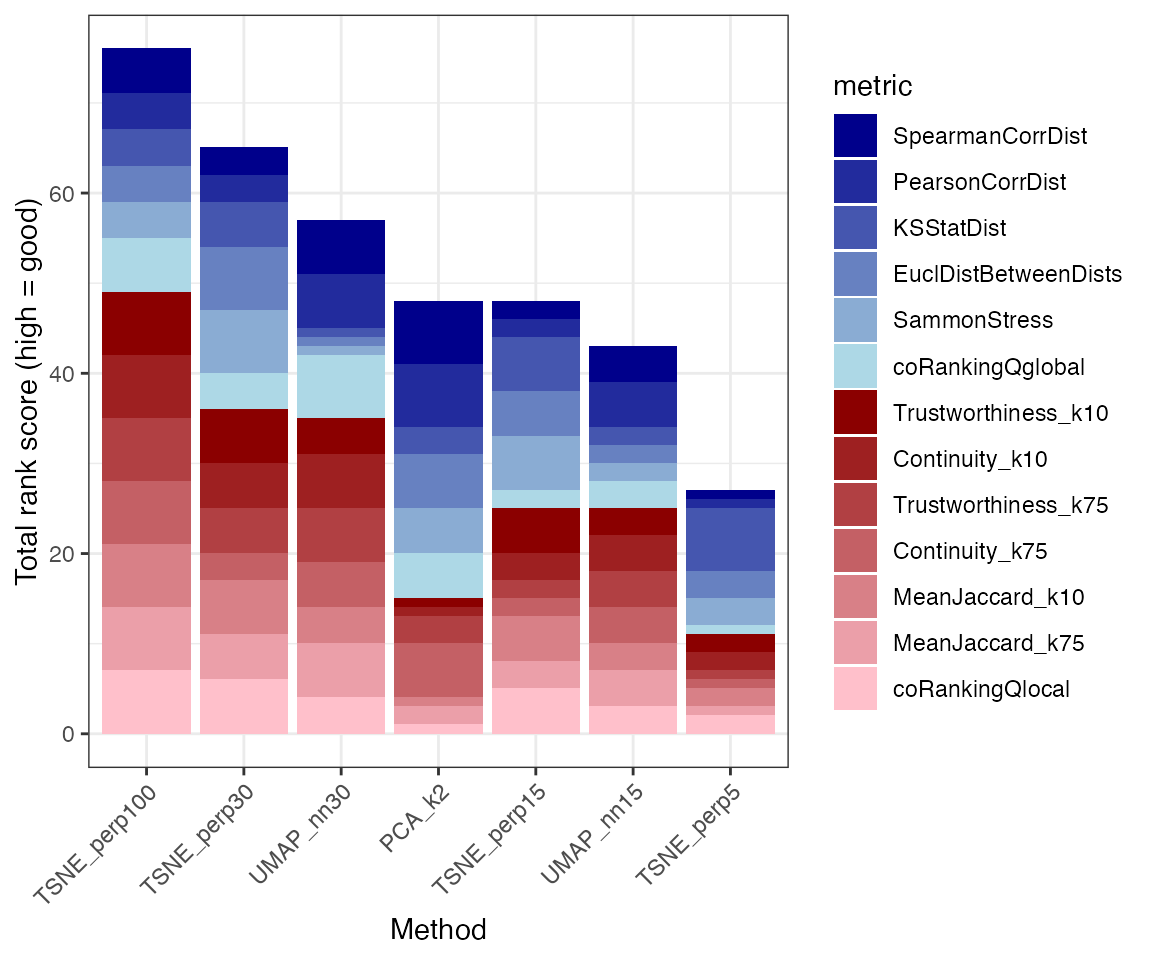 Total rank score (high = good)
60
40
20
0
TSNE_perp100
TSNE_perp30
UMAP_nn30
PCA_k2
TSNE_perp15
UMAP_nn15
TSNE_perp5
Method
metric
SpearmanCorrDist
PearsonCorrDist
KSStatDist
EuclDistBetweenDists
SammonStress
coRankingQglobal
Trustworthiness_k10
Continuity_k10
Trustworthiness_k75
Continuity_k75
MeanJaccard_k10
MeanJaccard_k75
coRankingQlocal